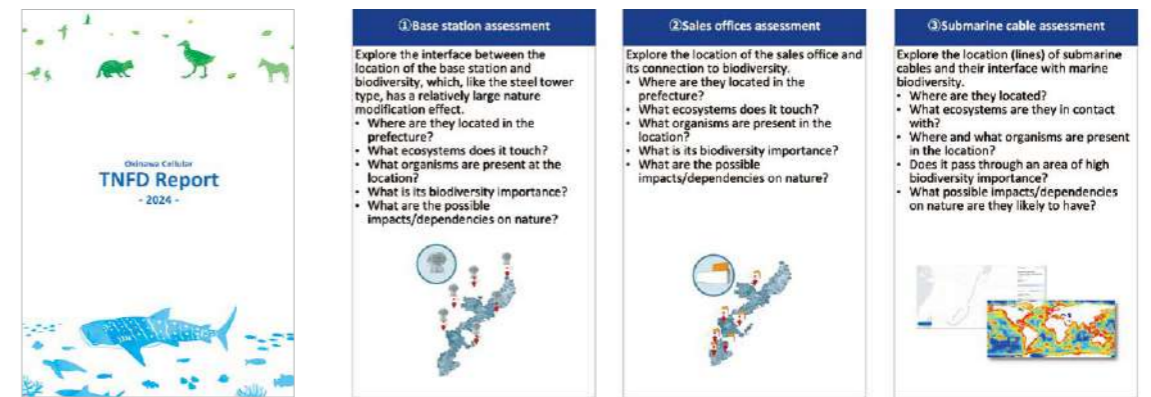 Okinawa Cellular
TNFD Report
- 2024 -
①Base station assessment
Explore the interface between the
location of the base station and
biodiversity, which, like the steel tower
type, has a relatively large nature
modification effect.
• Where are they located in the
prefecture?
• What ecosystems does it touch?
• What organisms are present at the
location?
• What is its biodiversity importance?
• What are the possible
impacts/dependencies on nature?
②Sales offices assessment
Explore the location of the sales office and
its connection to biodiversity.
• Where are they located in the
prefecture?
• What ecosystems does it touch?
• What organisms are present in the
location?
• What is its biodiversity importance?
• What are the possible
impacts/dependencies on nature?
③Submarine cable assessment
Explore the location (lines) of submarine
cables and their interface with marine
biodiversity.
• Where are they located?
• What ecosystems are they in contact
with?
• Where and what organisms are present
in the location?
• Does it pass through an area of high
biodiversity importance?
• What possible impacts/dependencies
on nature are they likely to have?